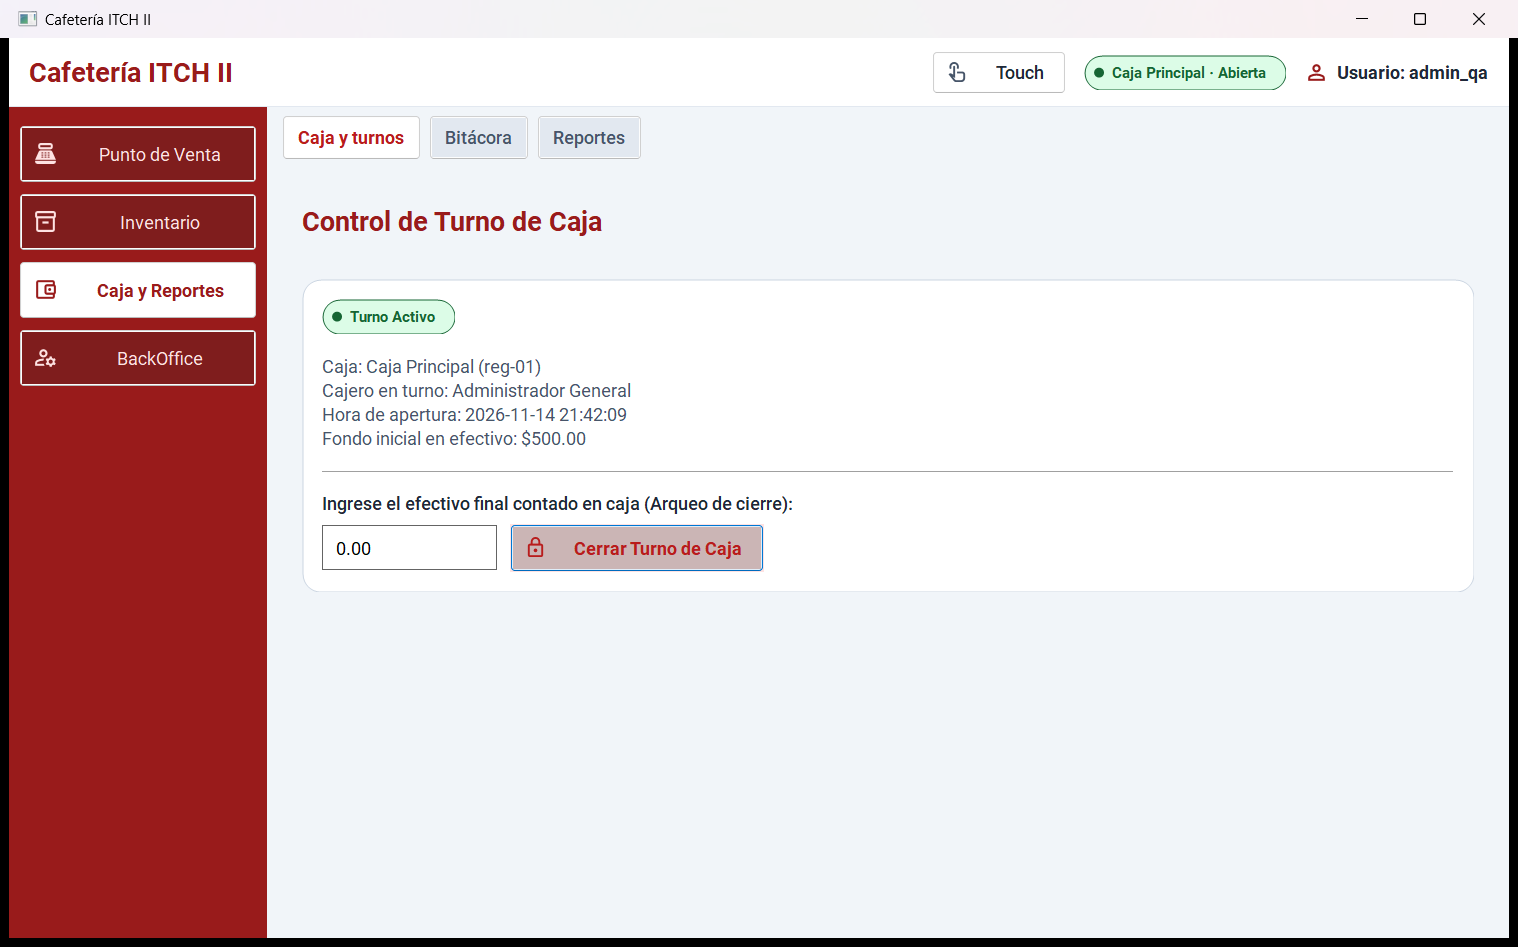 Cafetería ITCH II
Cafetería ITCH II
Touch
Caja Principal · Abierta
Usuario: admin_qa
Punto de Venta
Inventario
Caja y Reportes
BackOffice
Caja y turnos
Bitácora
Reportes
Control de Turno de Caja
Turno Activo
Caja: Caja Principal (reg-01)
Cajero en turno: Administrador General
Hora de apertura: 2026-11-14 21:42:09
Fondo inicial en efectivo: $500.00
Ingrese el efectivo final contado en caja (Arqueo de cierre):
0.00
Cerrar Turno de Caja